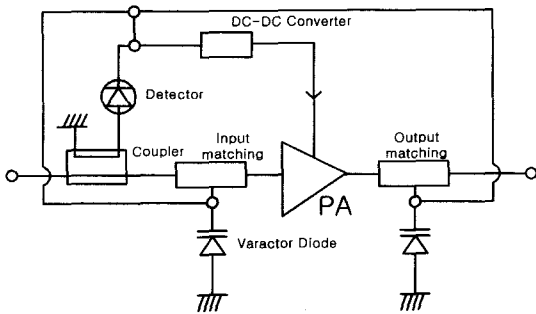 DC-DC Converter
Detector
Coupler
Input
matching
Output
matching
PA
Varactor Diode